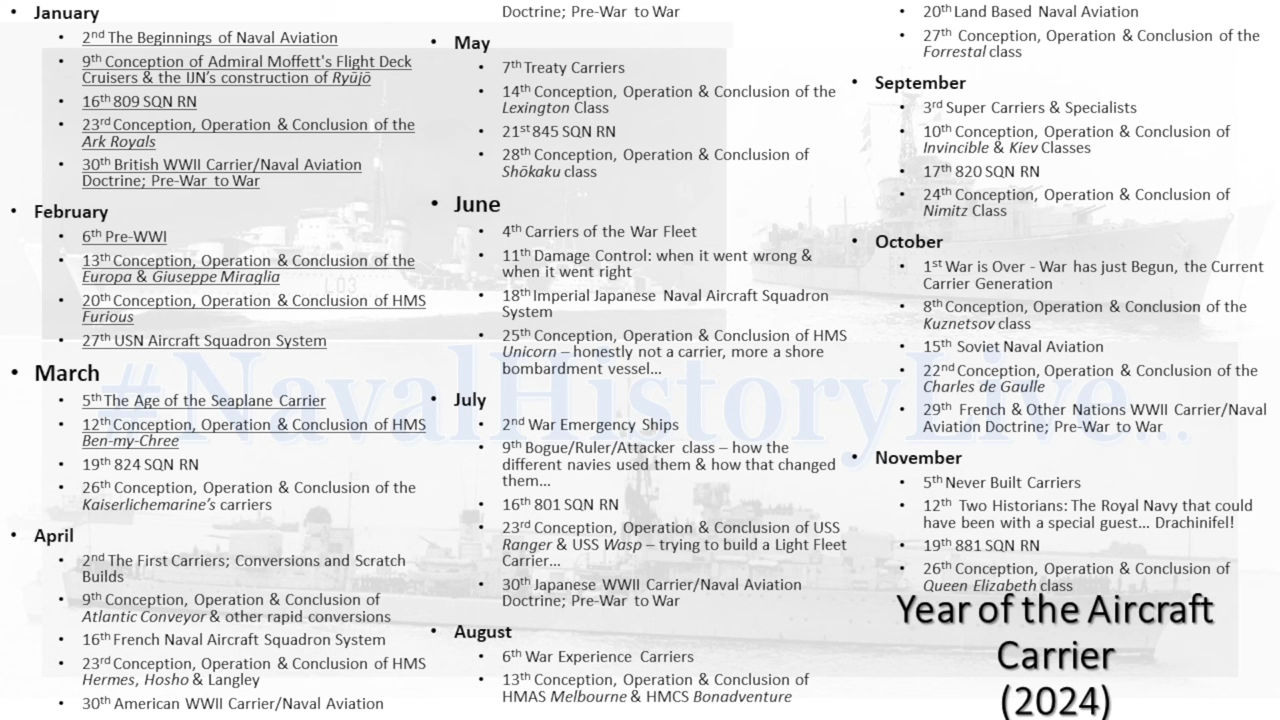 January
2nd The Beginnings of Naval Aviation
9th Conception of Admiral Moffett's Flight Deck
Cruisers & the IJN's construction of Ryūjō
16th 809 SQN RN
23rd Conception, Operation & Conclusion of the
Ark Royals
30th British WWII Carrier/Naval Aviation
Doctrine; Pre-War to War
February
6th Pre-WWI
13th Conception, Operation & Conclusion of the
Europa & Giuseppe Miraglia
20th Conception, Operation & Conclusion of HMS
Furious
27th USN Aircraft Squadron System
March
5th The Age of the Seaplane Carrier
12th Conception, Operation & Conclusion of HMS
Ben-my-Chree
19th 824 SQN RN
26th Conception, Operation & Conclusion of the
Kaiserlichemarine's carriers
April
2nd The First Carriers; Conversions and Scratch
Builds
9th Conception, Operation & Conclusion of
Atlantic Conveyor & other rapid conversions
16th French Naval Aircraft Squadron System
23rd Conception, Operation & Conclusion of HMS
Hermes, Hosho & Langley
30th American WWII Carrier/Naval Aviation
Doctrine; Pre-War to War
May
7th Treaty Carriers
14th Conception, Operation & Conclusion of the
Lexington Class
21st 845 SQN RN
28th Conception, Operation & Conclusion of
Shōkaku class
June
4th Carriers of the War Fleet
11th Damage Control: when it went wrong &
when it went right
18th Imperial Japanese Naval Aircraft Squadron
System
25th Conception, Operation & Conclusion of HMS
Unicorn – honestly not a carrier, more a shore
bombardment vessel...
July
2nd War Emergency Ships
9th Bogue/Ruler/Attacker class – how the
different navies used them & how that changed
them...
16th 801 SQN RN
23rd Conception, Operation & Conclusion of USS
Ranger & USS Wasp – trying to build a Light Fleet
Carrier...
30th Japanese WWII Carrier/Naval Aviation
Doctrine; Pre-War to War
August
6th War Experience Carriers
13th Conception, Operation & Conclusion of
HMAS Melbourne & HMCS Bonadventure
20th Land Based Naval Aviation
27th Conception, Operation & Conclusion of the
Forrestal class
September
3rd Super Carriers & Specialists
10th Conception, Operation & Conclusion of
Invincible & Kiev Classes
17th 820 SQN RN
24th Conception, Operation & Conclusion of
Nimitz Class
October
1st War is Over - War has just Begun, the Current
Carrier Generation
8th Conception, Operation & Conclusion of the
Kuznetsov class
15th Soviet Naval Aviation
22nd Conception, Operation & Conclusion of the
Charles de Gaulle
29th French & Other Nations WWII Carrier/Naval
Aviation Doctrine; Pre-War to War
November
5th Never Built Carriers
12th Two Historians: The Royal Navy that could
have been with a special guest... Drachinifel!
19th 881 SQN RN
26th Conception, Operation & Conclusion of
Queen Elizabeth class
Year of the Aircraft
Carrier
(2024)
#NavalHistoryLive...
L03